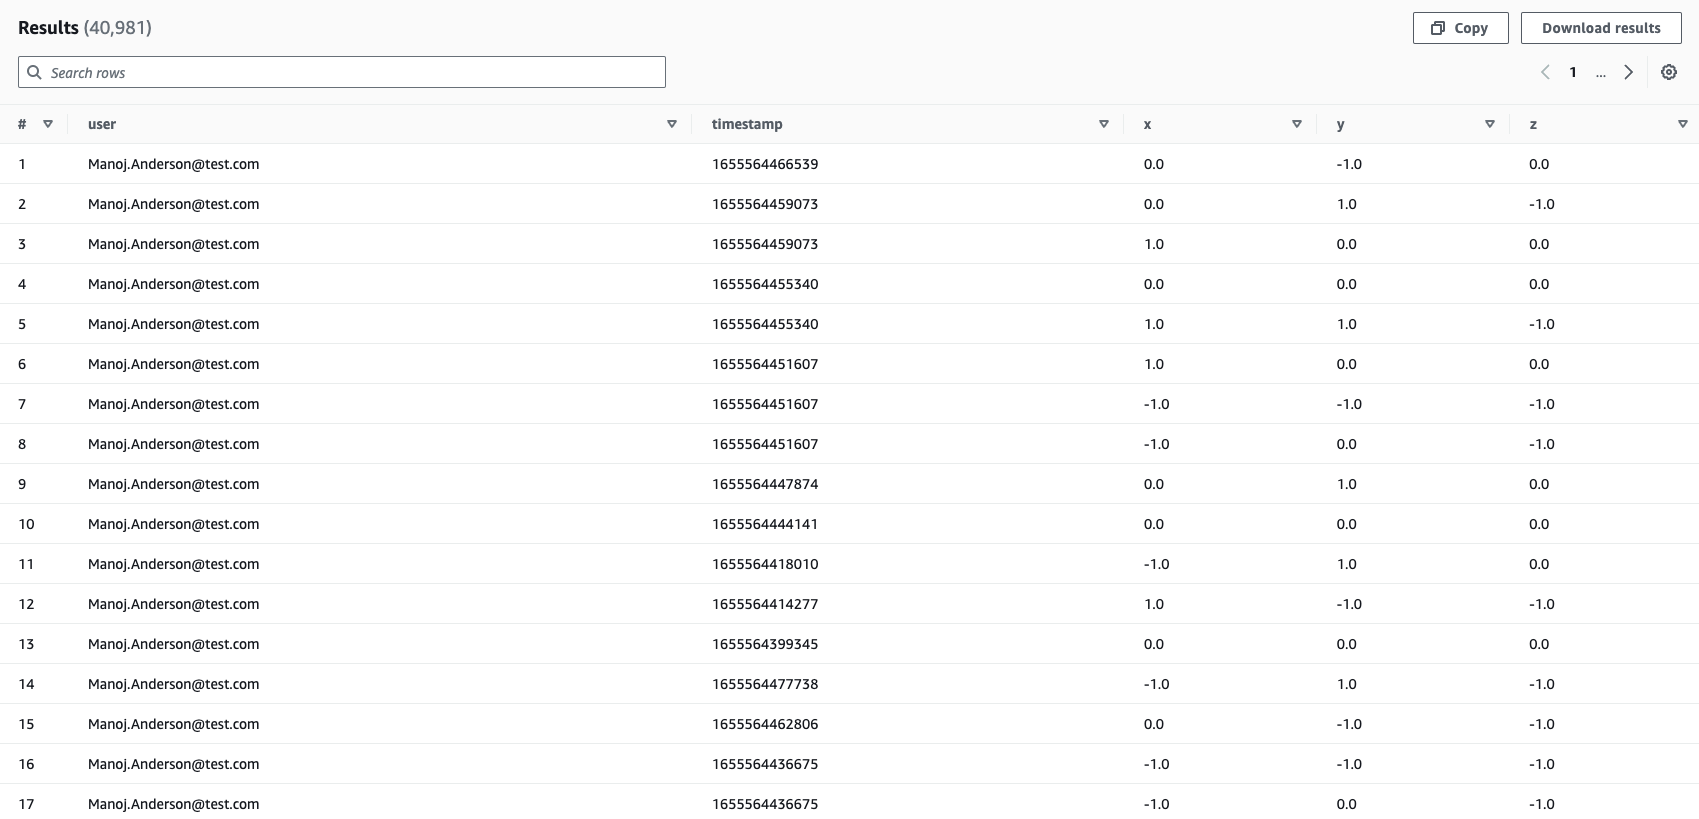 Results (40,981)
Copy
Download results
Search rows
1 ...
# user timestamp x y z
1 Manoj.Anderson@test.com 1655564466539 0.0 -1.0 0.0
2 Manoj.Anderson@test.com 1655564459073 0.0 1.0 -1.0
3 Manoj.Anderson@test.com 1655564459073 1.0 0.0 0.0
4 Manoj.Anderson@test.com 1655564455340 0.0 0.0 0.0
5 Manoj.Anderson@test.com 1655564455340 1.0 1.0 -1.0
6 Manoj.Anderson@test.com 1655564451607 1.0 0.0 0.0
7 Manoj.Anderson@test.com 1655564451607 -1.0 -1.0 -1.0
8 Manoj.Anderson@test.com 1655564451607 -1.0 0.0 -1.0
9 Manoj.Anderson@test.com 1655564447874 0.0 1.0 0.0
10 Manoj.Anderson@test.com 1655564444141 0.0 0.0 0.0
11 Manoj.Anderson@test.com 1655564418010 -1.0 1.0 0.0
12 Manoj.Anderson@test.com 1655564414277 1.0 -1.0 -1.0
13 Manoj.Anderson@test.com 1655564399345 0.0 0.0 0.0
14 Manoj.Anderson@test.com 1655564477738 -1.0 1.0 -1.0
15 Manoj.Anderson@test.com 1655564462806 0.0 -1.0 -1.0
16 Manoj.Anderson@test.com 1655564436675 -1.0 -1.0 -1.0
17 Manoj.Anderson@test.com 1655564436675 -1.0 0.0 -1.0